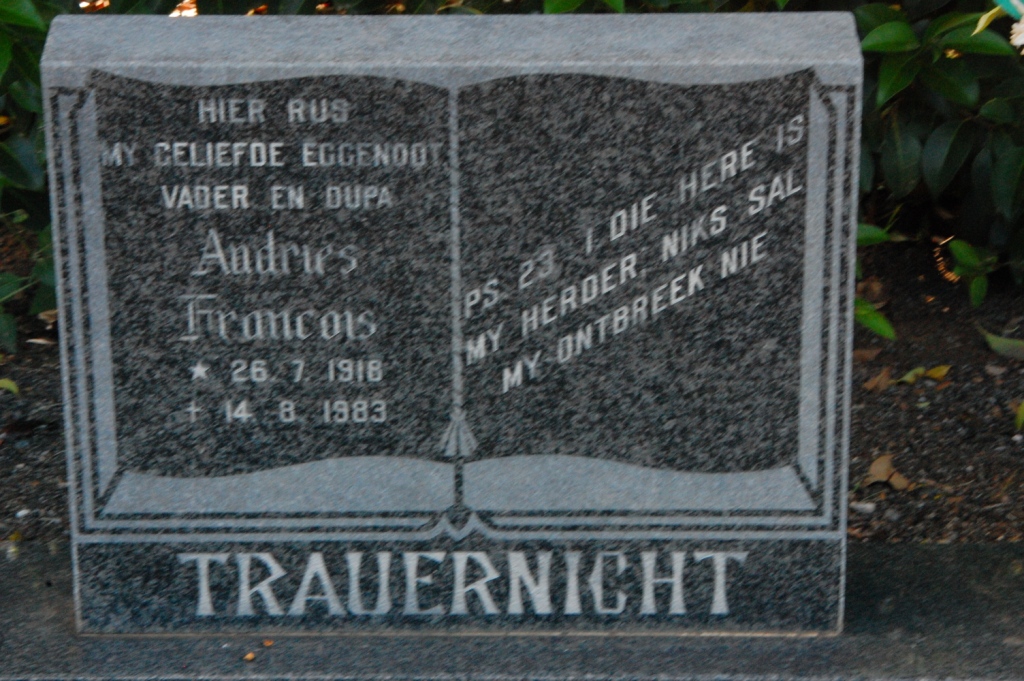 HIER RUS
MY GELIEFDE EGGENOOT
VADER EN OUPA
Andries
Francois
★ 26. 7. 1918
† 14. 8. 1983
PS. 23. 1 DIE HERE IS
MY HERDER, NIKS SAL
MY ONTBREEK NIE
TRAUERNICHT